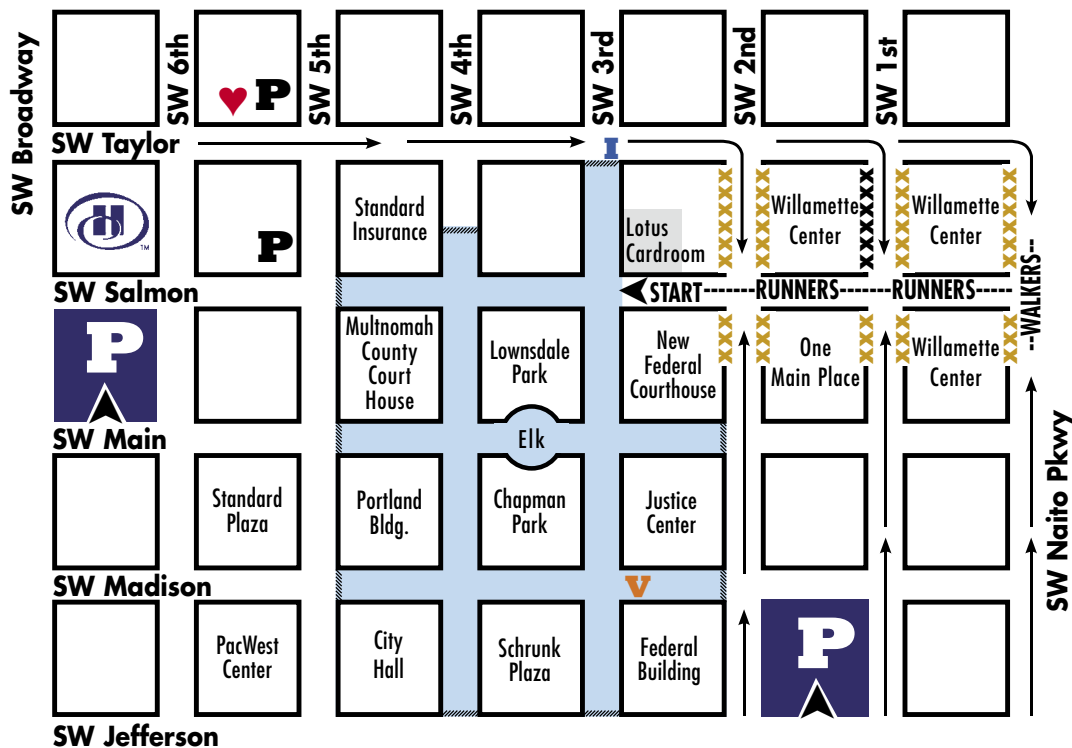 SW Broadway
SW 6th
SW 5th
SW 4th
SW 3rd
SW 2nd
SW 1st
♥ P
SW Taylor
I
H
TM
P
Standard
Insurance
Lotus
Cardroom
Willamette
Center
Willamette
Center
SW Salmon
START
RUNNERS
RUNNERS
WALKERS
P
Multnomah
County
Court
House
Lownsdale
Park
New
Federal
Courthouse
One
Main Place
Willamette
Center
SW Main
Elk
Standard
Plaza
Portland
Bldg.
Chapman
Park
Justice
Center
SW Naito Pkwy
SW Madison
V
PacWest
Center
City
Hall
Schrunk
Plaza
Federal
Building
P
SW Jefferson